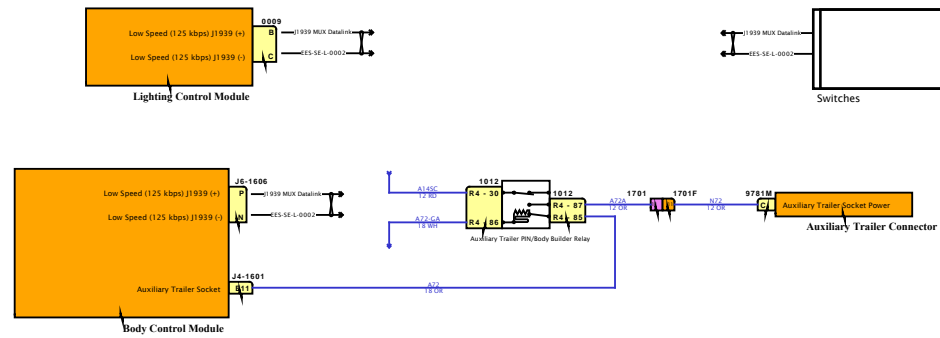 0009
Low Speed (125 kbps) J1939 (+)
B
J1939 MUX Datalink
Low Speed (125 kbps) J1939 (-)
C
EES-SE-L-0002
Lighting Control Module
J1939 MUX Datalink
EES-SE-L-0002
Switches
J6-1606
Low Speed (125 kbps) J1939 (+)
P
J1939 MUX Datalink
Low Speed (125 kbps) J1939 (-)
N
EES-SE-L-0002
J4-1601
Auxiliary Trailer Socket
E11
A72
18 OR
Body Control Module
A14SC
12 RD
1012
R4 - 30
A72-GA
18 WH
R4 - 86
1012
R4 - 87
R4 - 85
Auxiliary Trailer PIN/Body Builder Relay
A72A
12 OR
1701
1701F
N72
12 OR
9781M
C
Auxiliary Trailer Socket Power
Auxiliary Trailer Connector